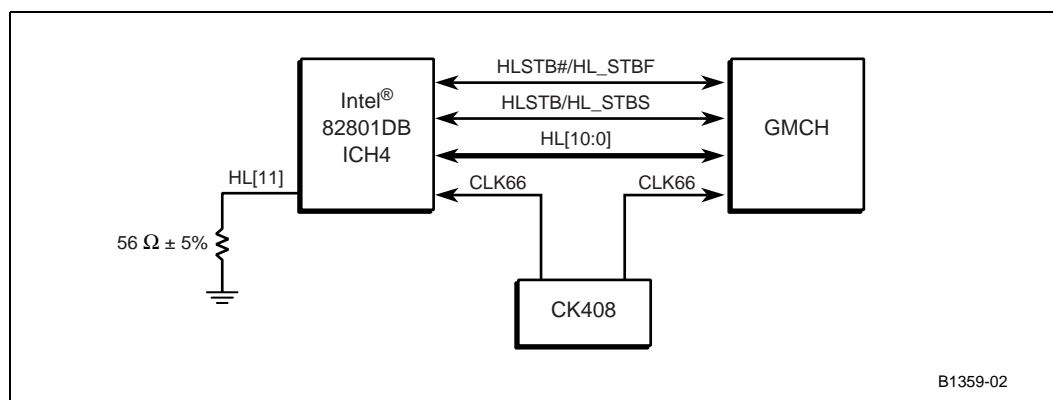 HLSTB#/HL_STBF
Intel®
82801DB
ICH4
HLSTB/HL_STBS
GMCH
HL[10:0]
HL[11]
CLK66
CLK66
56 Ω ± 5%
CK408
B1359-02